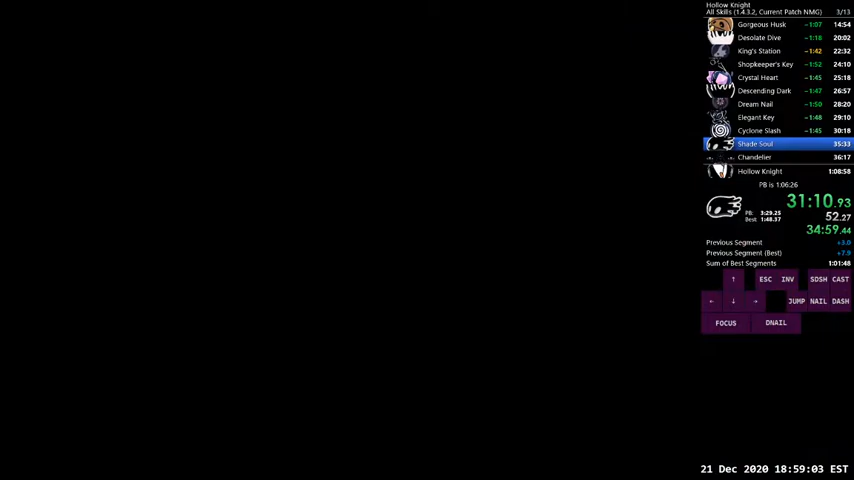 Hollow Knight
All Skills (1.4.3.2, Current Patch NMG) 3/13
Gorgeous Husk −1:07 14:54
Desolate Dive −1:18 20:02
King's Station −1:42 22:32
Shopkeeper's Key −1:52 24:10
Crystal Heart −1:45 25:18
Descending Dark −1:47 26:57
Dream Nail −1:50 28:20
Elegant Key −1:48 29:10
Cyclone Slash −1:45 30:18
Shade Soul 35:33
Chandelier 36:17
Hollow Knight 1:08:58
PB is 1:06:26
31:10.93
PB: 3:29.25 52.27
Best: 1:48.37
34:59.44
Previous Segment +3.0
Previous Segment (Best) +7.9
Sum of Best Segments 1:01:48
↑ ESC INV SDSH CAST
← ↓ → JUMP NAIL DASH
FOCUS DNAIL
21 Dec 2020 18:59:03 EST